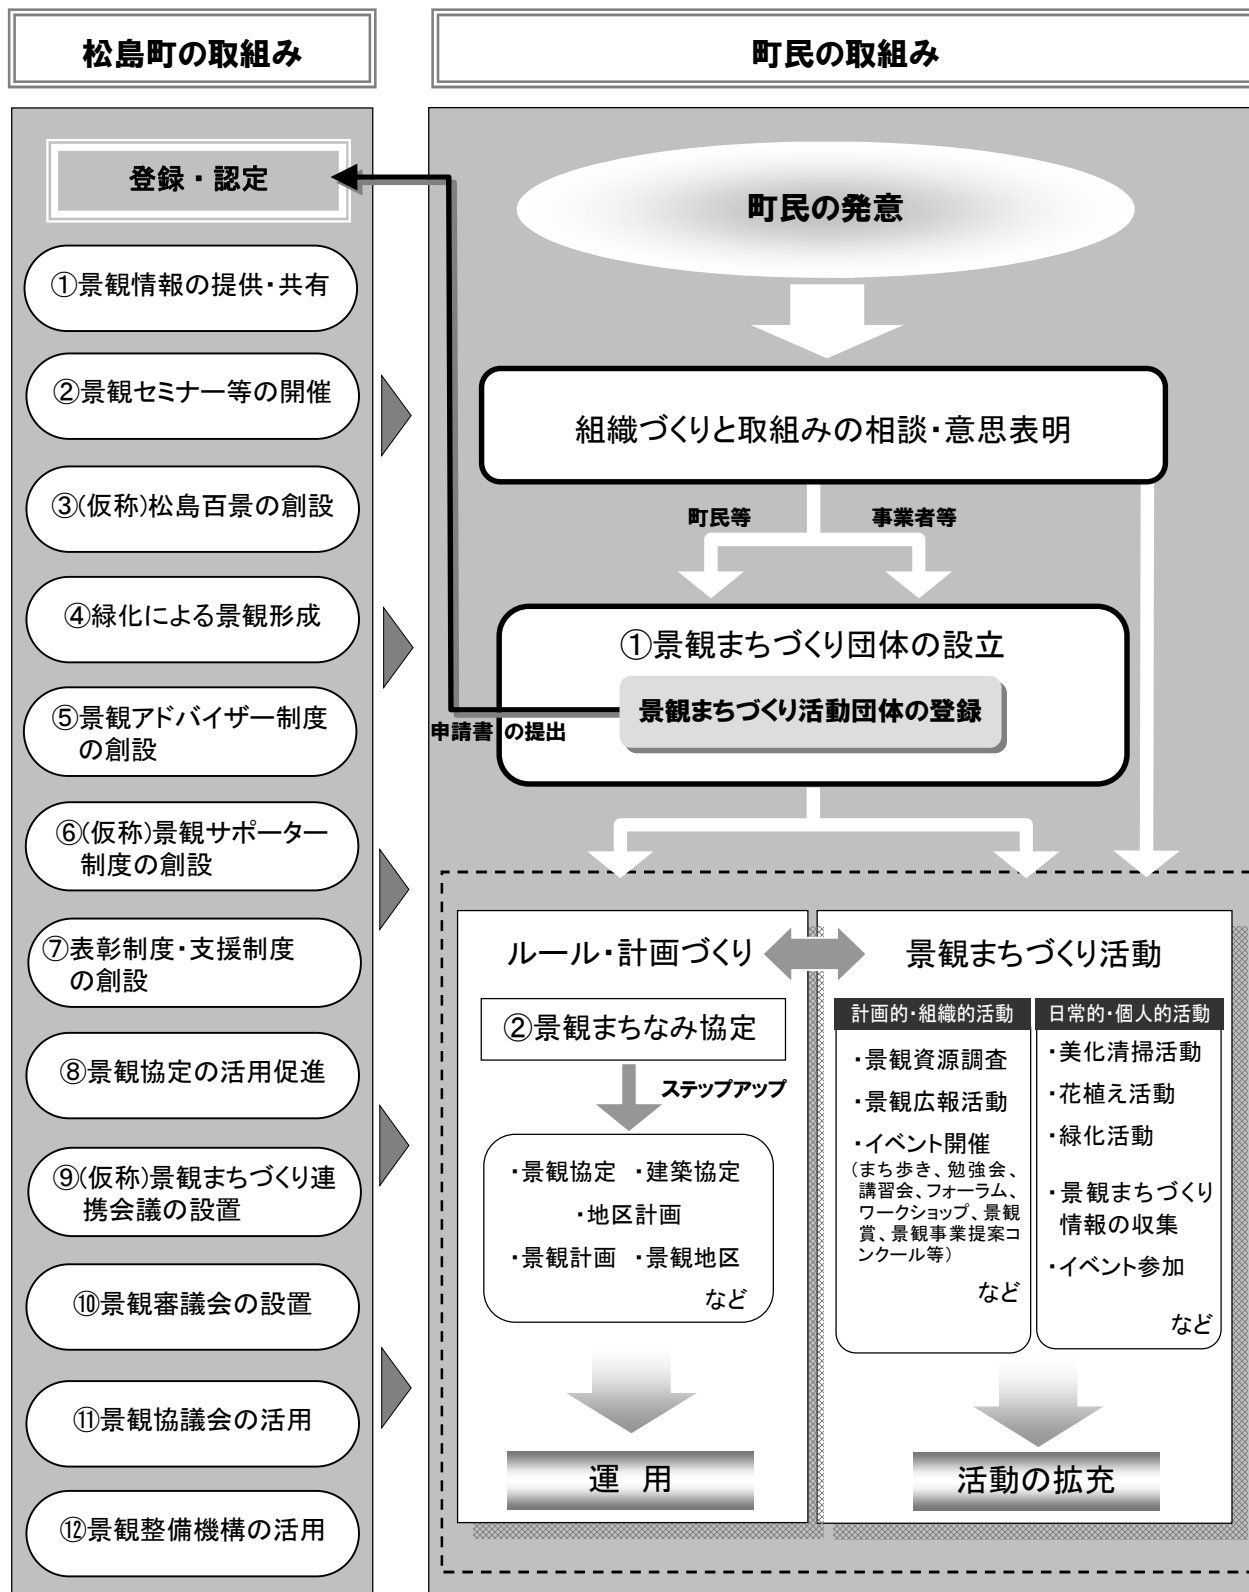 松島町の取組み
登録・認定
①景観情報の提供・共有
②景観セミナー等の開催
③(仮称)松島百景の創設
④緑化による景観形成
⑤景観アドバイザー制度
の創設
⑥(仮称)景観サポーター
制度の創設
⑦表彰制度・支援制度
の創設
⑧景観協定の活用促進
⑨(仮称)景観まちづくり連
携会議の設置
⑩景観審議会の設置
⑪景観協議会の活用
⑫景観整備機構の活用
町民の取組み
町民の発意
組織づくりと取組みの相談・意思表明
町民等
事業者等
①景観まちづくり団体の設立
景観まちづくり活動団体の登録
申請書 の提出
ルール・計画づくり
②景観まちなみ協定
ステップアップ
・景観協定 ・建築協定
・地区計画
・景観計画 ・景観地区
など
運 用
景観まちづくり活動
計画的・組織的活動
・景観資源調査
・景観広報活動
・イベント開催
(まち歩き、勉強会、
講習会、フォーラム、
ワークショップ、景観
賞、景観事業提案コ
ンクール等)
など
日常的・個人的活動
・美化清掃活動
・花植え活動
・緑化活動
・景観まちづくり
情報の収集
・イベント参加
など
活動の拡充